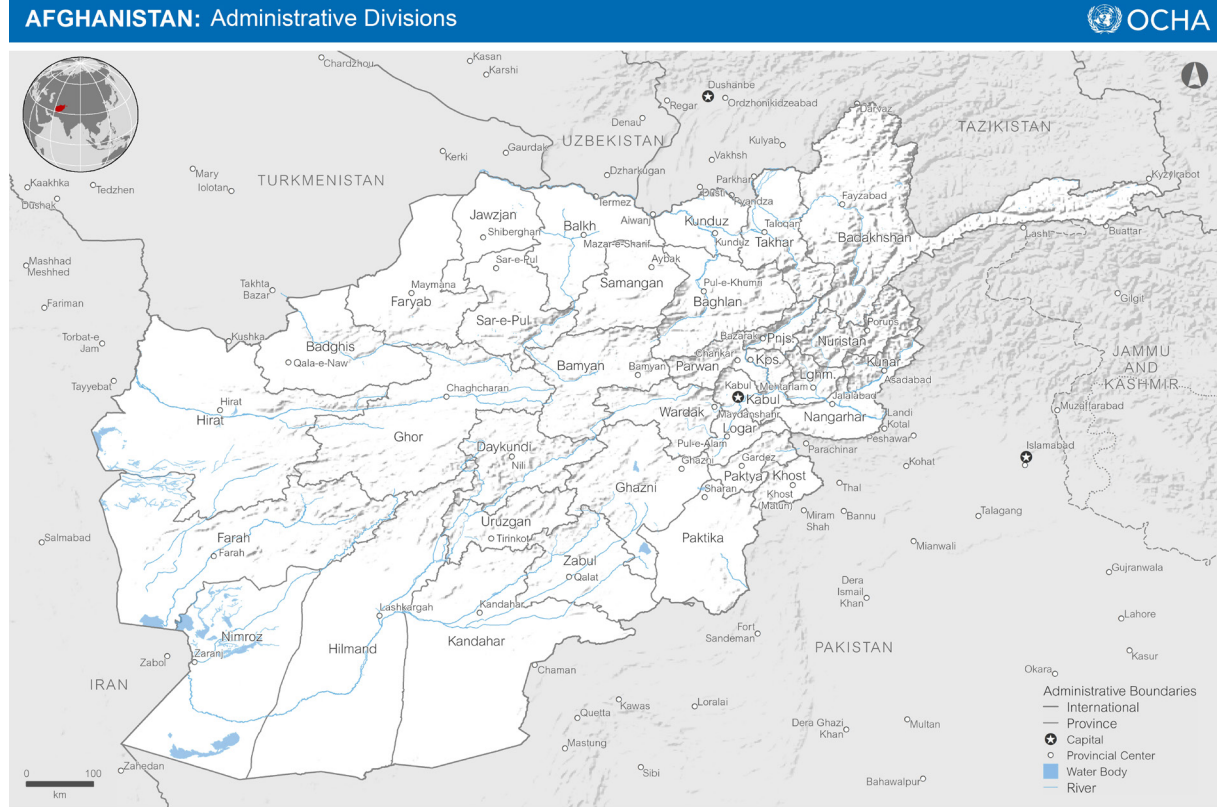 AFGHANISTAN: Administrative Divisions
OCHA
Chardzhou
Kasan
Karshi
Dushanbe
Regar
Ordzhonikidzeabad
Denau
Darvaz
UZBEKISTAN
TAZIKISTAN
Kulyab
Gaurdak
Kerki
Vakhsh
Dzharkugan
Parkhar
Mary
Iolotan
TURKMENISTAN
Kaakhka
Tedzhen
Dushak
Kyzylrabot
Dusti
Pyandza
Termez
Aiwanj
Fayzabad
Jawzjan
Shiberghan
Balkh
Mazar-e-Sharif
Kunduz
Kunduz
Taloqan
Takhar
Badakhshan
Lasht
Buattar
Mashhad
Meshhed
Sar-e-Pul
Aybak
Samangan
Pul-e-Khumri
Baghlan
Takhta
Bazar
Maymana
Faryab
Fariman
Gilgit
Sar-e-Pul
Torbat-e
Jam
Kushka
Badghis
Qala-e-Naw
Bazarak
Pnjs.
Poruns
Nuristan
Charikar
Kps.
Kunar
Bamyan
Bamyan
Parwan
Lghm.
Asadabad
JAMMU
AND
KASHMIR
Tayyebat
Chaghcharan
Kabul
Kabul
Mehtarlam
Jalalabad
Hirat
Hirat
Wardak
Maydanshahr
Nangarhar
Landi
Kotal
Muzaffarabad
Logar
Peshawar
Ghor
Daykundi
Nili
Pul-e-Alam
Parachinar
Islamabad
Ghazni
Gardez
Kohat
Ghazni
Paktya
Khost
Sharan
Khost
(Matun)
Thal
Miram
Shah
Bannu
Talagang
Uruzgan
Tirinkot
Farah
Farah
Salmabad
Paktika
Mianwali
Zabul
Qalat
Gujranwala
Dera
Ismail
Khan
Lashkargah
Kandahar
Lahore
Nimroz
Kandahar
Hilmand
Fort
Sandeman
PAKISTAN
Zaranj
Zabol
Kasur
Chaman
Okara
IRAN
Kawas
Loralai
Quetta
Dera Ghazi
Khan
Multan
Mastung
Zahedan
Sibi
Bahawalpur
Administrative Boundaries
International
Province
Capital
Provincial Center
Water Body
River
0 100
km